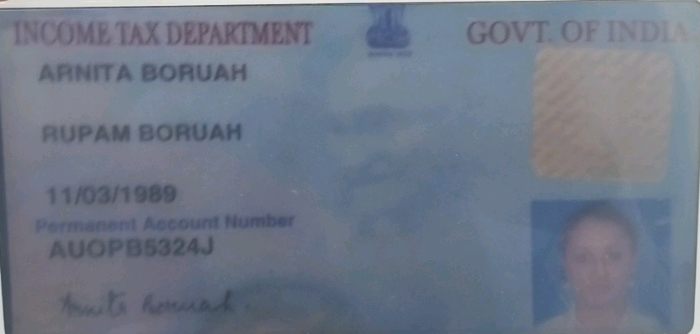 INCOME TAX DEPARTMENT
GOVT. OF INDIA
ARNITA BORUAH
RUPAM BORUAH
11/03/1989
Permanent Account Number
AUOPB5324J
Arnita Boruah.